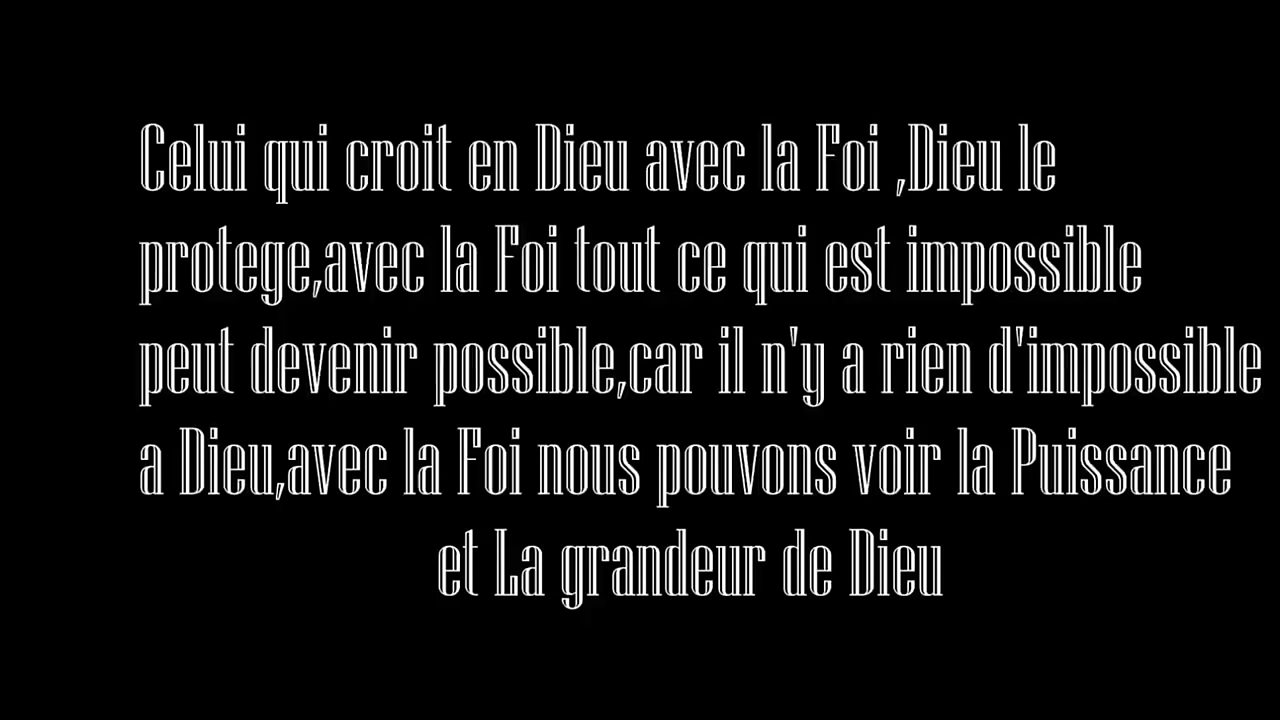 Celui qui croit en Dieu avec la Foi ,Dieu le
protege,avec la Foi tout ce qui est impossible
peut devenir possible,car il n'y a rien d'impossible
a Dieu,avec la Foi nous pouvons voir la Puissance
et La grandeur de Dieu